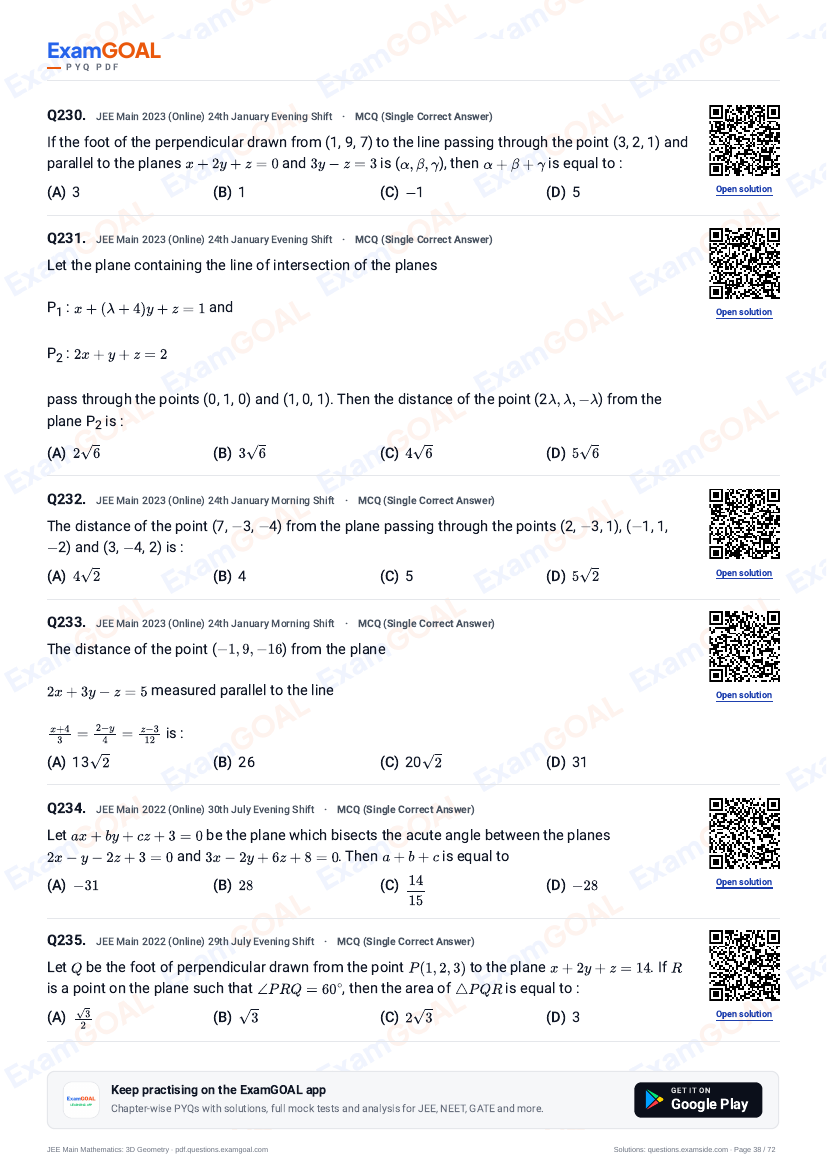 ExamGOAL
PYQ PDF
Q230. JEE Main 2023 (Online) 24th January Evening Shift · MCQ (Single Correct Answer)
If the foot of the perpendicular drawn from (1, 9, 7) to the line passing through the point (3, 2, 1) and
parallel to the planes x + 2y + z = 0 and 3y − z = 3 is (α, β, γ), then α + β + γ is equal to :
(A) 3 (B) 1 (C) −1 (D) 5
Open solution
Q231. JEE Main 2023 (Online) 24th January Evening Shift · MCQ (Single Correct Answer)
Let the plane containing the line of intersection of the planes
P₁ : x + (λ + 4)y + z = 1 and
P₂ : 2x + y + z = 2
pass through the points (0, 1, 0) and (1, 0, 1). Then the distance of the point (2λ, λ, −λ) from the
plane P₂ is :
(A) 2√6 (B) 3√6 (C) 4√6 (D) 5√6
Open solution
Q232. JEE Main 2023 (Online) 24th January Morning Shift · MCQ (Single Correct Answer)
The distance of the point (7, −3, −4) from the plane passing through the points (2, −3, 1), (−1, 1,
−2) and (3, −4, 2) is :
(A) 4√2 (B) 4 (C) 5 (D) 5√2
Open solution
Q233. JEE Main 2023 (Online) 24th January Morning Shift · MCQ (Single Correct Answer)
The distance of the point (−1, 9, −16) from the plane
2x + 3y − z = 5 measured parallel to the line
(x+4)/3 = (2−y)/4 = (z−3)/12 is :
(A) 13√2 (B) 26 (C) 20√2 (D) 31
Open solution
Q234. JEE Main 2022 (Online) 30th July Evening Shift · MCQ (Single Correct Answer)
Let ax + by + cz + 3 = 0 be the plane which bisects the acute angle between the planes
2x − y − 2z + 3 = 0 and 3x − 2y + 6z + 8 = 0. Then a + b + c is equal to
(A) −31 (B) 28 (C) 14/15 (D) −28
Open solution
Q235. JEE Main 2022 (Online) 29th July Evening Shift · MCQ (Single Correct Answer)
Let Q be the foot of perpendicular drawn from the point P(1, 2, 3) to the plane x + 2y + z = 14. If R
is a point on the plane such that ∠PRQ = 60°, then the area of △PQR is equal to :
(A) √3/2 (B) √3 (C) 2√3 (D) 3
Open solution
ExamGOAL
Keep practising on the ExamGOAL app
Chapter-wise PYQs with solutions, full mock tests and analysis for JEE, NEET, GATE and more.
GET IT ON
Google Play
JEE Main Mathematics: 3D Geometry · pdf.questions.examgoal.com
Solutions: questions.examside.com · Page 38 / 72